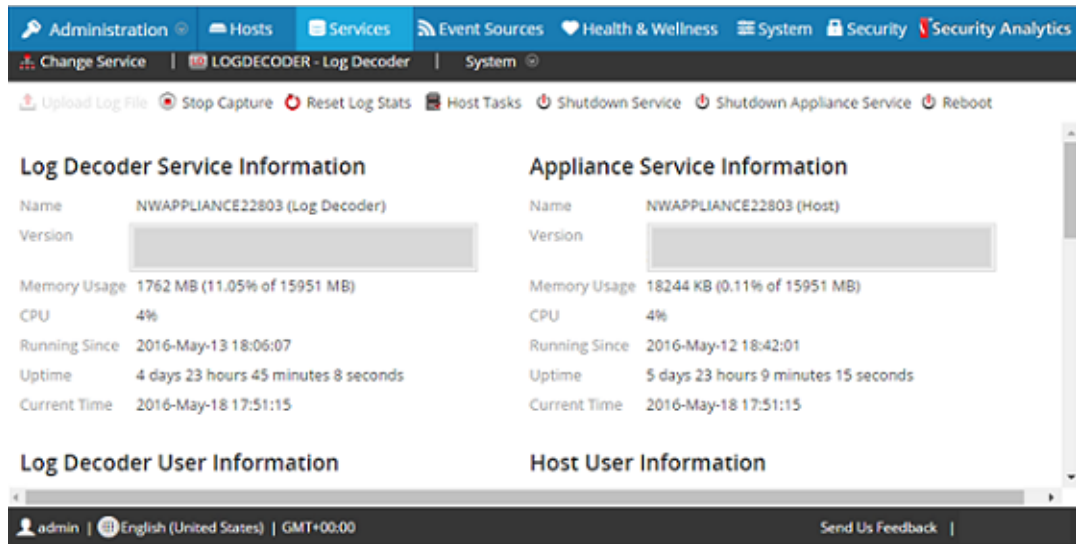 Administration Hosts Services Event Sources Health & Wellness System Security Security Analytics
Change Service | LOGDECODER - Log Decoder | System
Upload Log File Stop Capture Reset Log Stats Host Tasks Shutdown Service Shutdown Appliance Service Reboot
Log Decoder Service Information
Name NWAPPLIANCE22803 (Log Decoder)
Version
Memory Usage 1762 MB (11.05% of 15951 MB)
CPU 4%
Running Since 2016-May-13 18:06:07
Uptime 4 days 23 hours 45 minutes 8 seconds
Current Time 2016-May-18 17:51:15
Appliance Service Information
Name NWAPPLIANCE22803 (Host)
Version
Memory Usage 18244 KB (0.11% of 15951 MB)
CPU 4%
Running Since 2016-May-12 18:42:01
Uptime 5 days 23 hours 9 minutes 15 seconds
Current Time 2016-May-18 17:51:15
Log Decoder User Information
Host User Information
admin | English (United States) | GMT+00:00 Send Us Feedback |